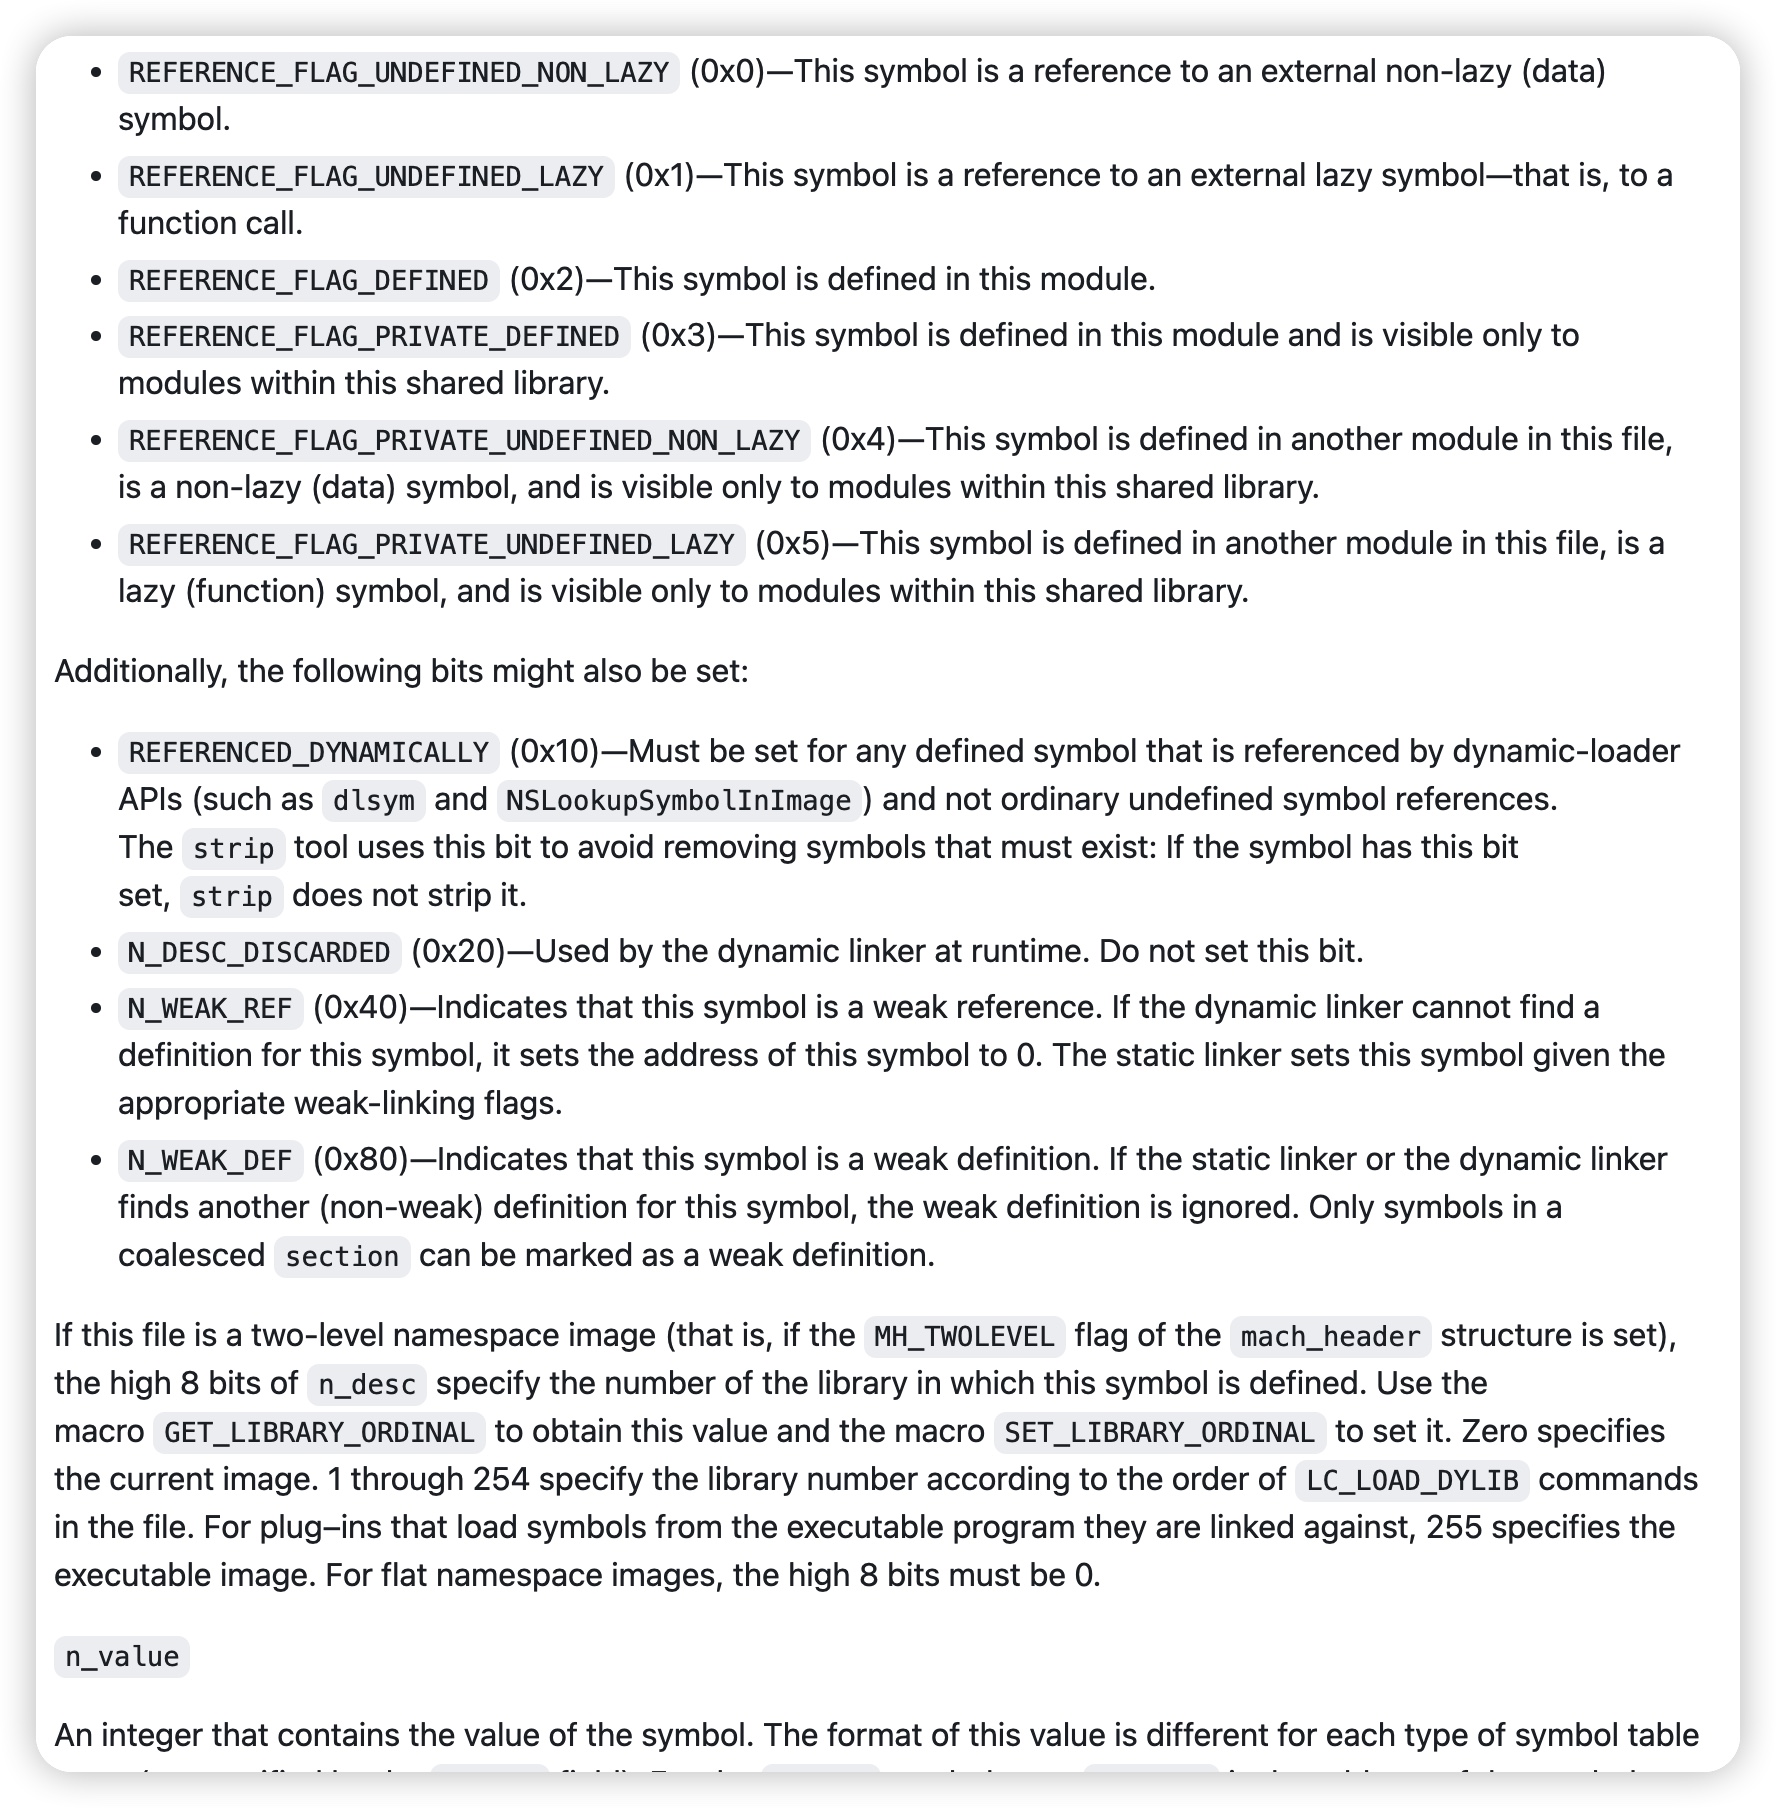 • REFERENCE_FLAG_UNDEFINED_NON_LAZY (0x0)—This symbol is a reference to an external non-lazy (data)
symbol.
• REFERENCE_FLAG_UNDEFINED_LAZY (0x1)—This symbol is a reference to an external lazy symbol—that is, to a
function call.
• REFERENCE_FLAG_DEFINED (0x2)—This symbol is defined in this module.
• REFERENCE_FLAG_PRIVATE_DEFINED (0x3)—This symbol is defined in this module and is visible only to
modules within this shared library.
• REFERENCE_FLAG_PRIVATE_UNDEFINED_NON_LAZY (0x4)—This symbol is defined in another module in this file,
is a non-lazy (data) symbol, and is visible only to modules within this shared library.
• REFERENCE_FLAG_PRIVATE_UNDEFINED_LAZY (0x5)—This symbol is defined in another module in this file, is a
lazy (function) symbol, and is visible only to modules within this shared library.
Additionally, the following bits might also be set:
• REFERENCED_DYNAMICALLY (0x10)—Must be set for any defined symbol that is referenced by dynamic-loader
APIs (such as dlsym and NSLookupSymbolInImage) and not ordinary undefined symbol references.
The strip tool uses this bit to avoid removing symbols that must exist: If the symbol has this bit
set, strip does not strip it.
• N_DESC_DISCARDED (0x20)—Used by the dynamic linker at runtime. Do not set this bit.
• N_WEAK_REF (0x40)—Indicates that this symbol is a weak reference. If the dynamic linker cannot find a
definition for this symbol, it sets the address of this symbol to 0. The static linker sets this symbol given the
appropriate weak-linking flags.
• N_WEAK_DEF (0x80)—Indicates that this symbol is a weak definition. If the static linker or the dynamic linker
finds another (non-weak) definition for this symbol, the weak definition is ignored. Only symbols in a
coalesced section can be marked as a weak definition.
If this file is a two-level namespace image (that is, if the MH_TWOLEVEL flag of the mach_header structure is set),
the high 8 bits of n_desc specify the number of the library in which this symbol is defined. Use the
macro GET_LIBRARY_ORDINAL to obtain this value and the macro SET_LIBRARY_ORDINAL to set it. Zero specifies
the current image. 1 through 254 specify the library number according to the order of LC_LOAD_DYLIB commands
in the file. For plug–ins that load symbols from the executable program they are linked against, 255 specifies the
executable image. For flat namespace images, the high 8 bits must be 0.
n_value
An integer that contains the value of the symbol. The format of this value is different for each type of symbol table